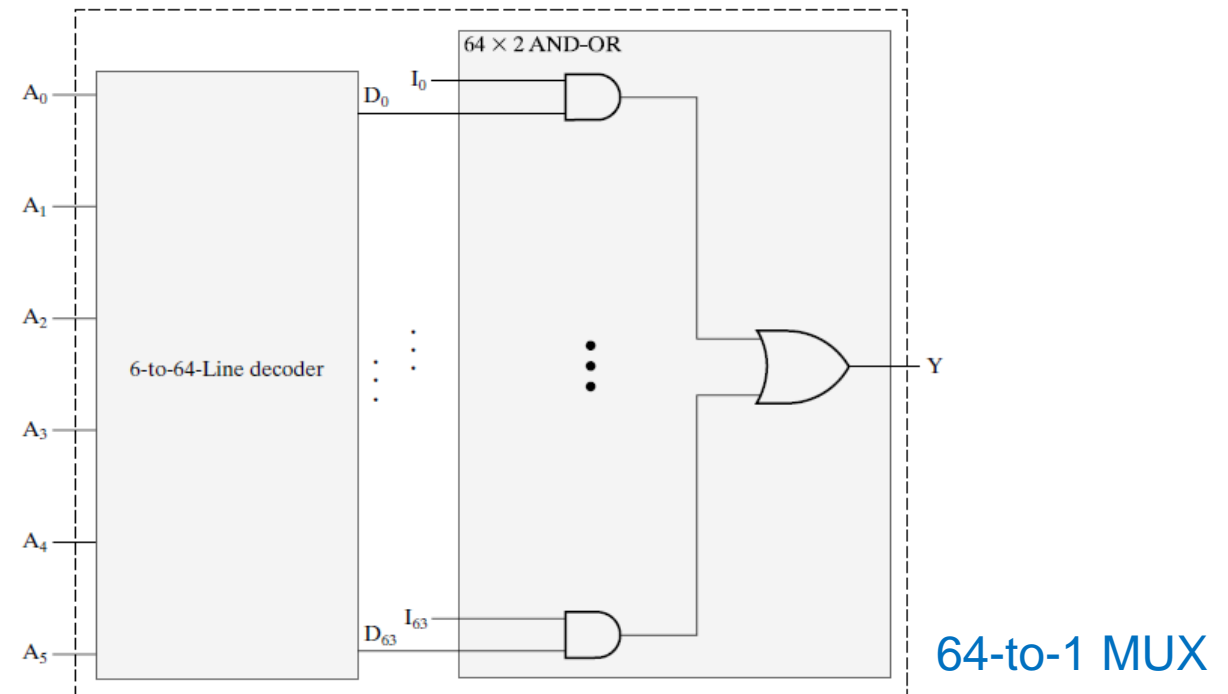 64 × 2 AND-OR
I₀
A₀
D₀
A₁
A₂
6-to-64-Line decoder
Y
A₃
A₄
I₆₃
D₆₃
A₅
64-to-1 MUX